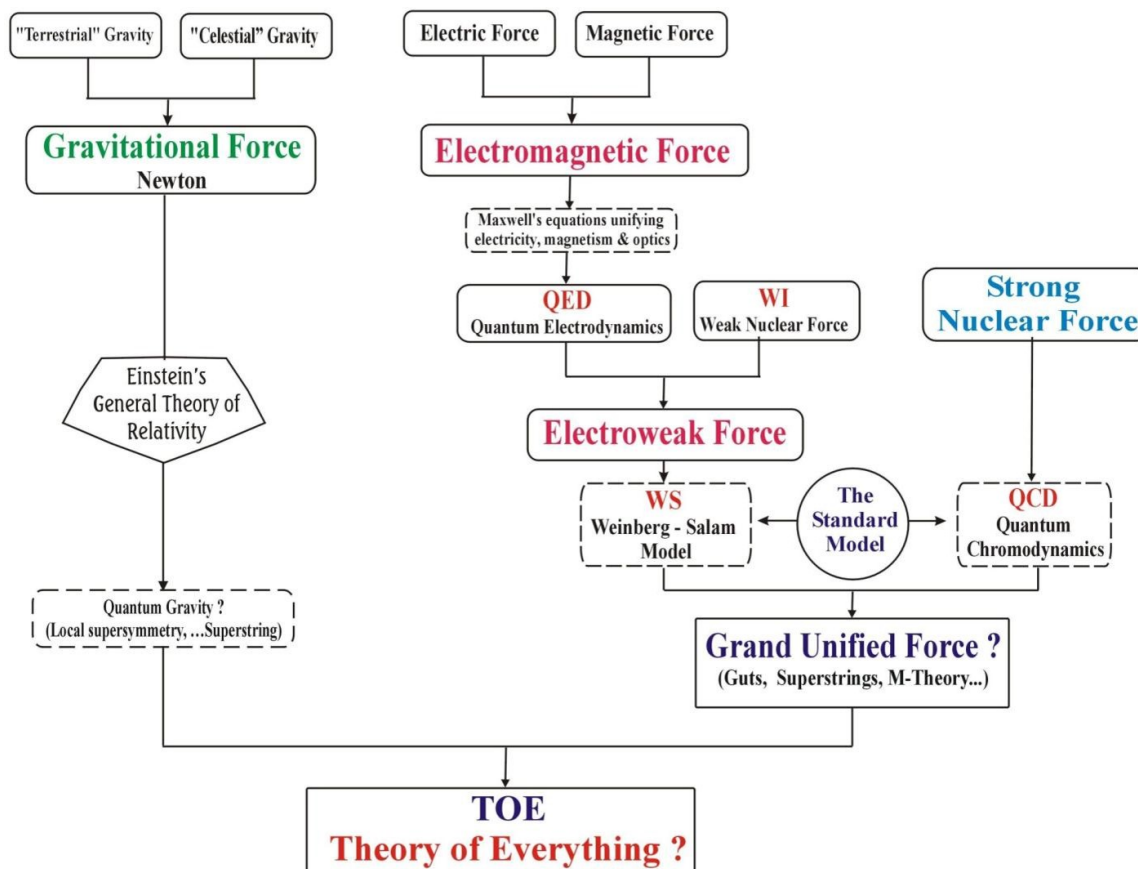 "Terrestrial" Gravity
"Celestial” Gravity
Electric Force
Magnetic Force
Gravitational Force
Newton
Electromagnetic Force
Maxwell's equations unifying
electricity, magnetism & optics
QED
Quantum Electrodynamics
WI
Weak Nuclear Force
Strong
Nuclear Force
Einstein's
General Theory of
Relativity
Electroweak Force
WS
Weinberg - Salam
Model
The
Standard
Model
QCD
Quantum
Chromodynamics
Quantum Gravity ?
(Local supersymmetry, ...Superstring)
Grand Unified Force ?
(Guts, Superstrings, M-Theory...)
TOE
Theory of Everything ?